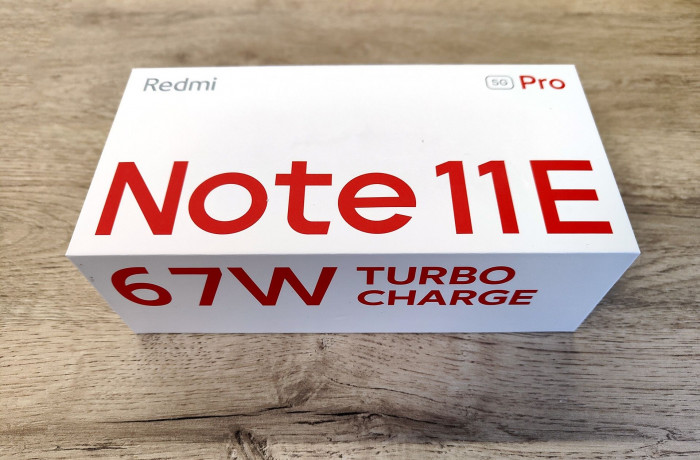 Redmi
5G Pro
Note 11E
67W TURBO
CHARGE